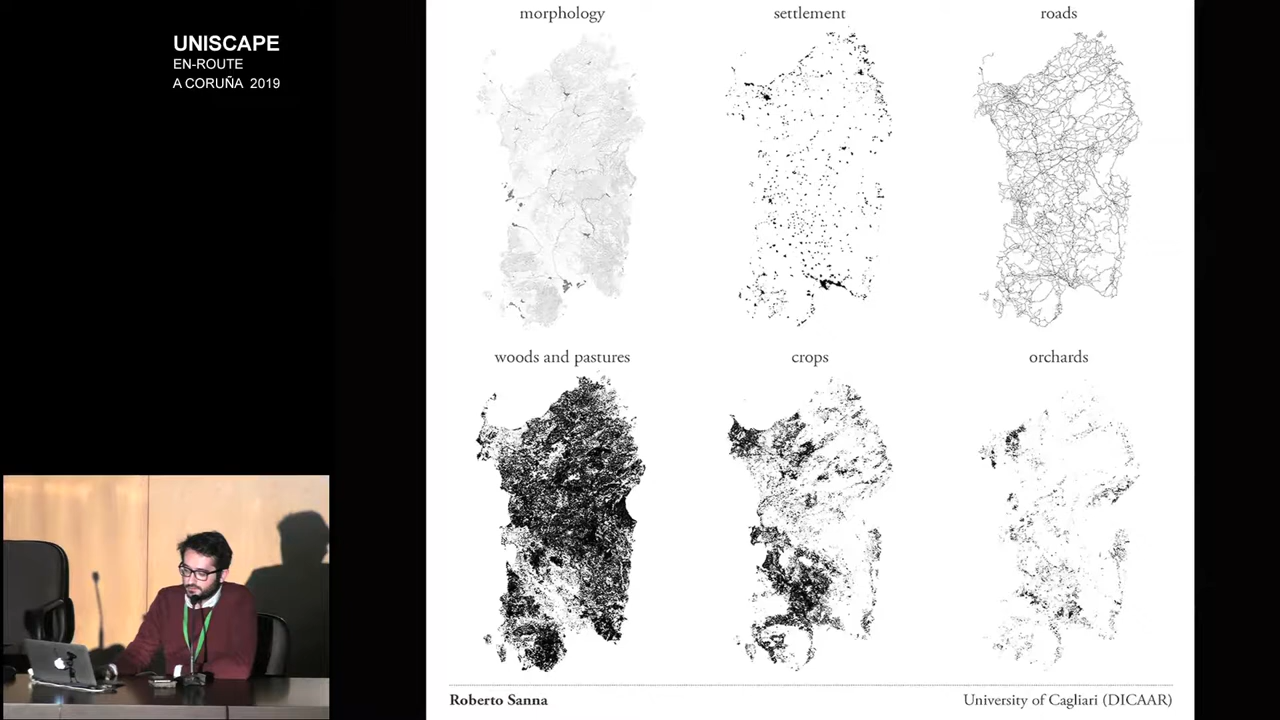 UNISCAPE
EN-ROUTE
A CORUÑA 2019
morphology
settlement
roads
woods and pastures
crops
orchards
Roberto Sanna
University of Cagliari (DICAAR)